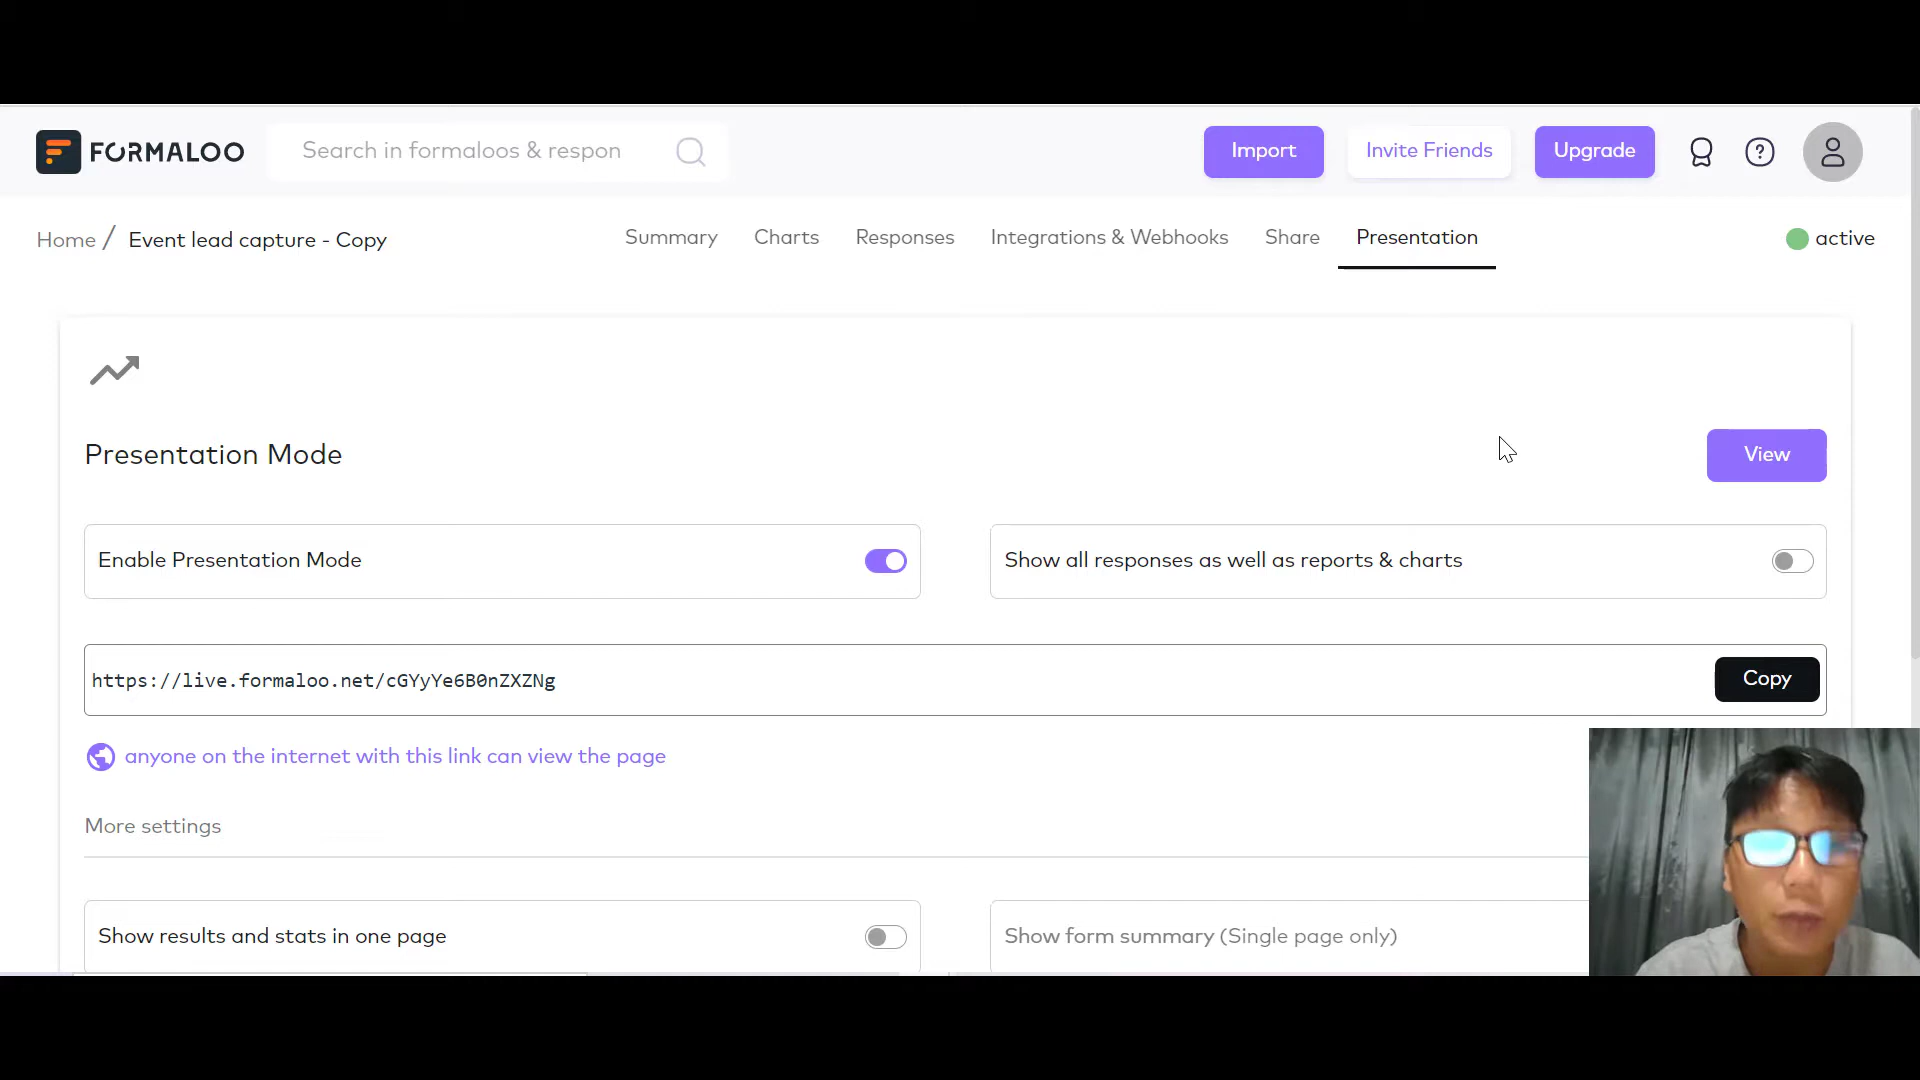 FORMALOO
Search in formaloos & respon
Import
Invite Friends
Upgrade
?
Home / Event lead capture - Copy
Summary
Charts
Responses
Integrations & Webhooks
Share
Presentation
active
Presentation Mode
View
Enable Presentation Mode
Show all responses as well as reports & charts
https://live.formaloo.net/cGYyYe6B0nZXZNg
Copy
anyone on the internet with this link can view the page
More settings
Show results and stats in one page
Show form summary (Single page only)